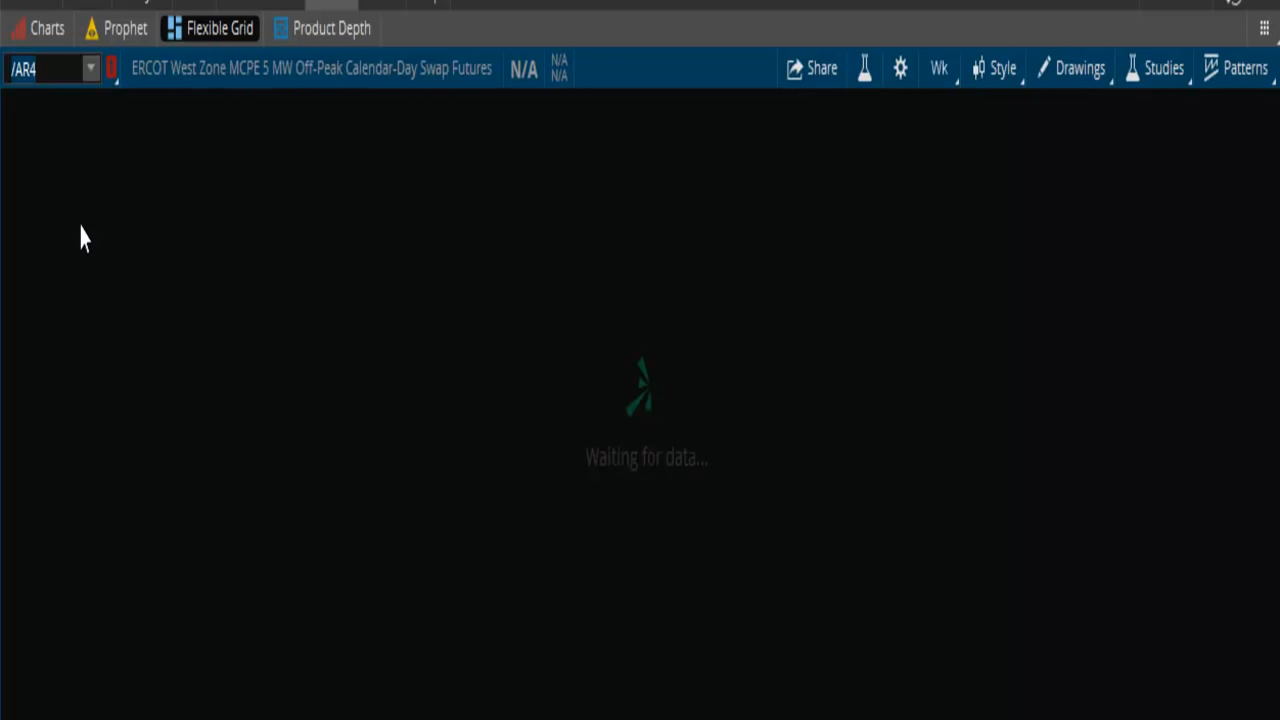 Charts Prophet Flexible Grid Product Depth
/AR4 ERCOT West Zone MCPE 5 MW Off-Peak Calendar-Day Swap Futures N/A N/A N/A Share Wk Style Drawings Studies Patterns
Waiting for data...